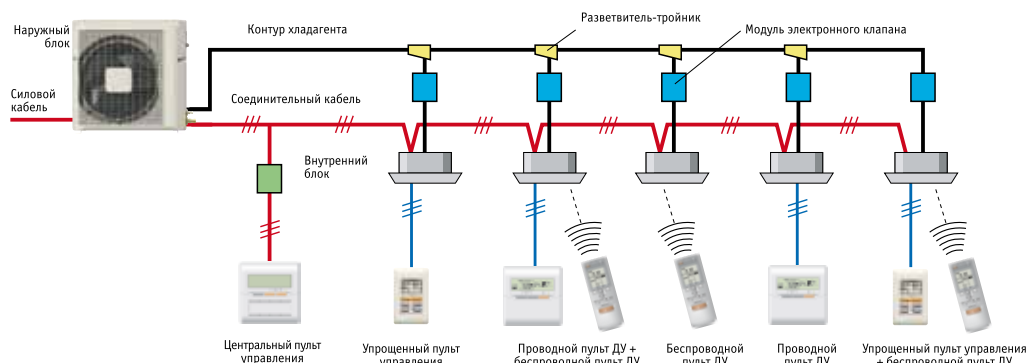 Наружный
блок
Контур хладагента
Разветвитель-тройник
Модуль электронного клапана
Силовой
кабель
Соединительный кабель
Внутренний
блок
Центральный пульт
управления
Упрощенный пульт
управления
Проводной пульт ДУ +
беспроводной пульт ДУ
Беспроводной
пульт ДУ
Проводной
пульт ДУ
Упрощенный пульт управления
+ беспроводной пульт ДУ